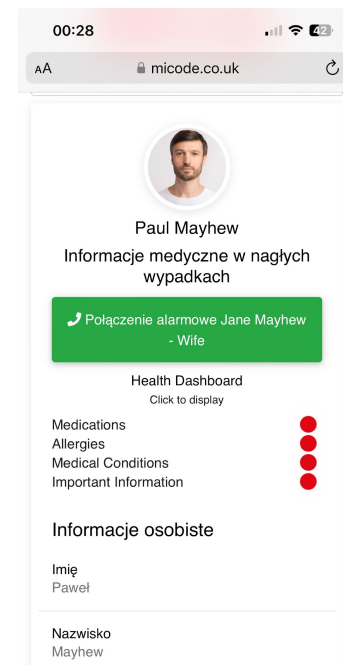 00:28
42
AA
micode.co.uk
Paul Mayhew
Informacje medyczne w nagłych
wypadkach
Połączenie alarmowe Jane Mayhew
- Wife
Health Dashboard
Click to display
Medications
Allergies
Medical Conditions
Important Information
Informacje osobiste
Imię
Paweł
Nazwisko
Mayhew